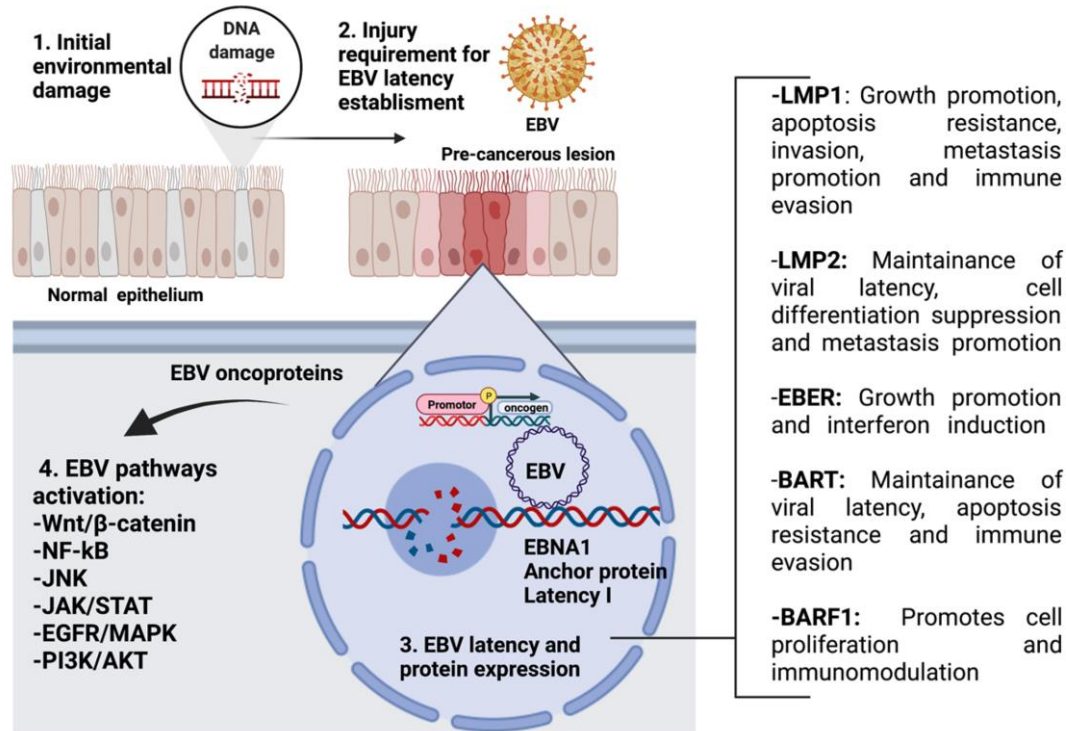 1. Initial
environmental
damage
DNA
damage
2. Injury
requirement for
EBV latency
establisment
EBV
Pre-cancerous lesion
Normal epithelium
EBV oncoproteins
4. EBV pathways
activation:
-Wnt/β-catenin
-NF-kB
-JNK
-JAK/STAT
-EGFR/MAPK
-PI3K/AKT
Promotor
P
oncogen
EBV
EBNA1
Anchor protein
Latency I
3. EBV latency and
protein expression
-LMP1: Growth promotion,
apoptosis resistance,
invasion, metastasis
promotion and immune
evasion
-LMP2: Maintainance of
viral latency, cell
differentiation suppression
and metastasis promotion
-EBER: Growth promotion
and interferon induction
-BART: Maintainance of
viral latency, apoptosis
resistance and immune
evasion
-BARF1: Promotes cell
proliferation and
immunomodulation